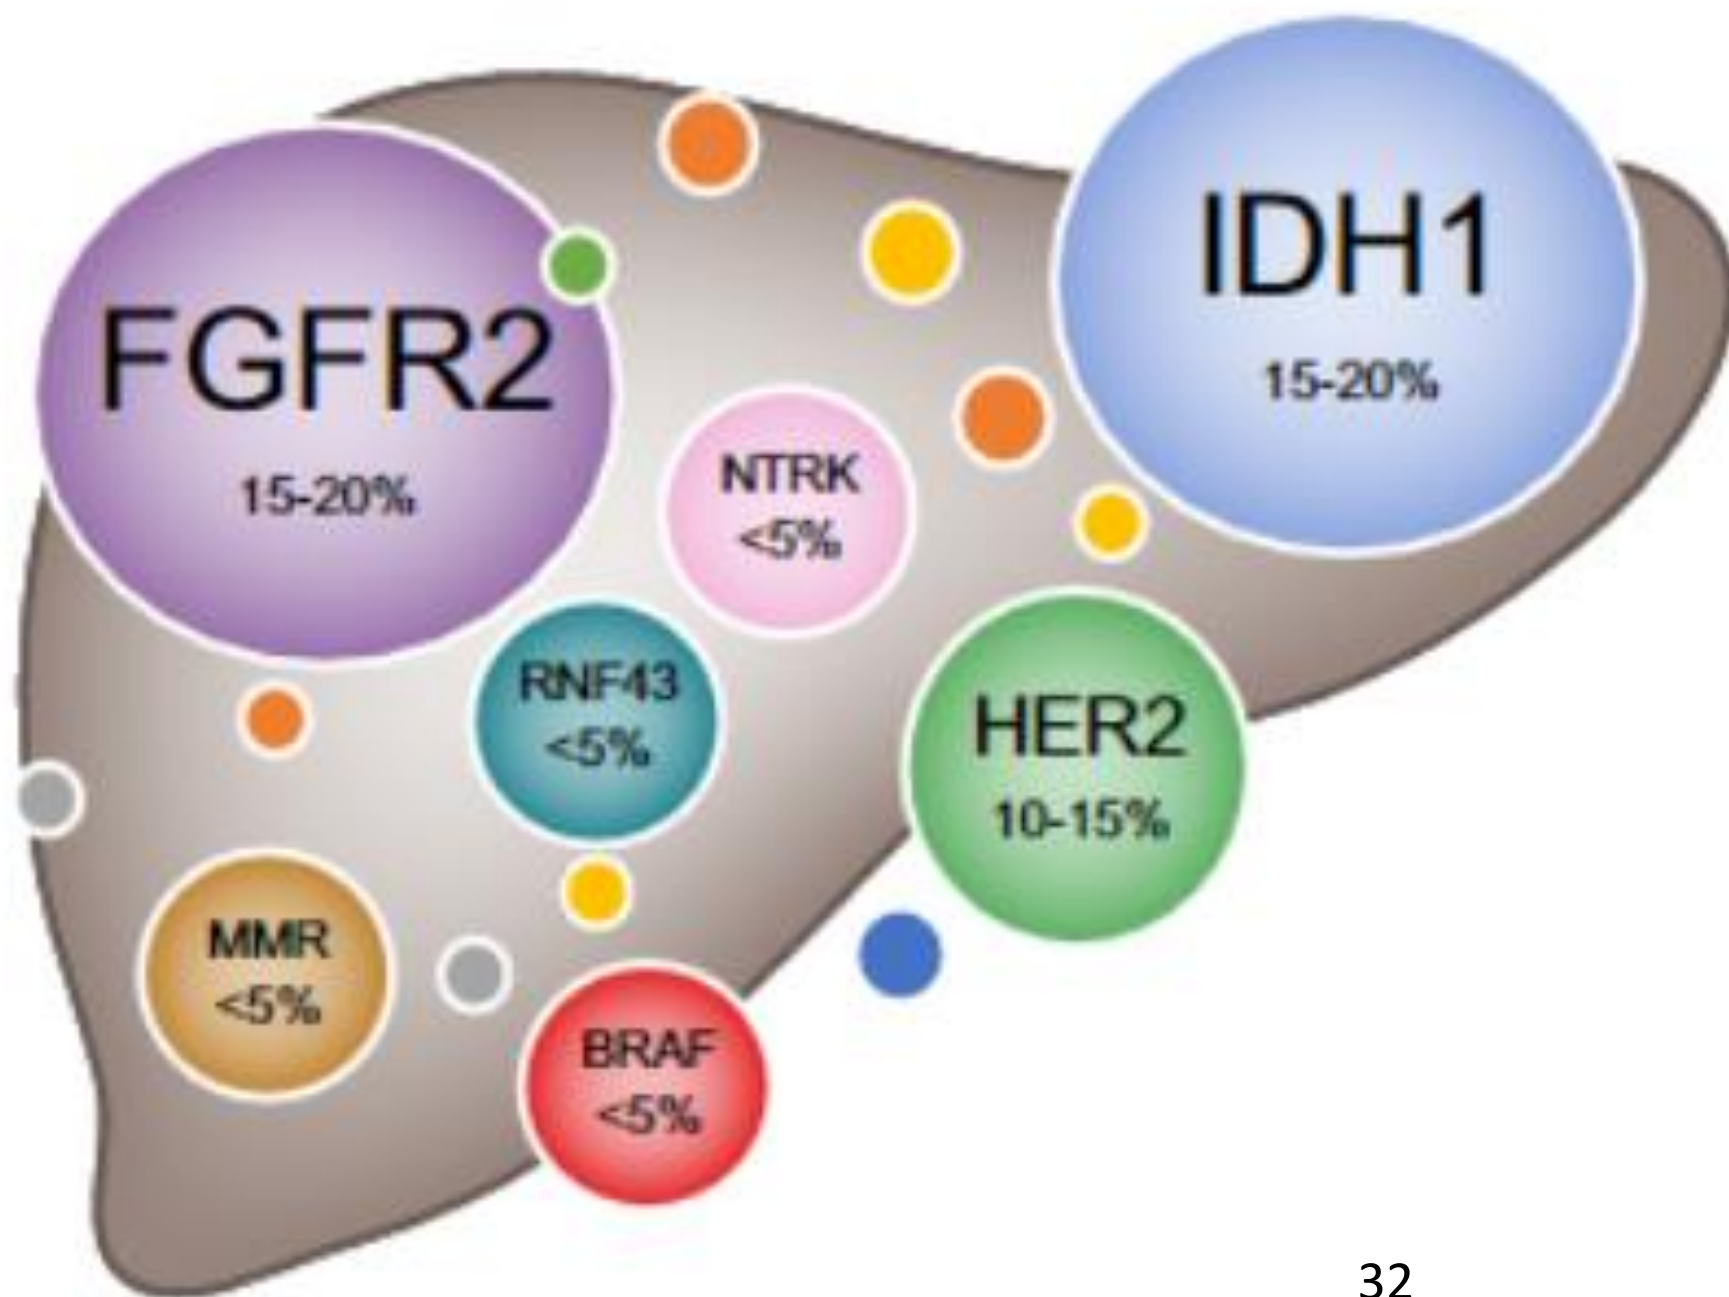 FGFR2
15-20%
IDH1
15-20%
NTRK
<5%
RNF43
<5%
HER2
10-15%
MMR
<5%
BRAF
<5%
32